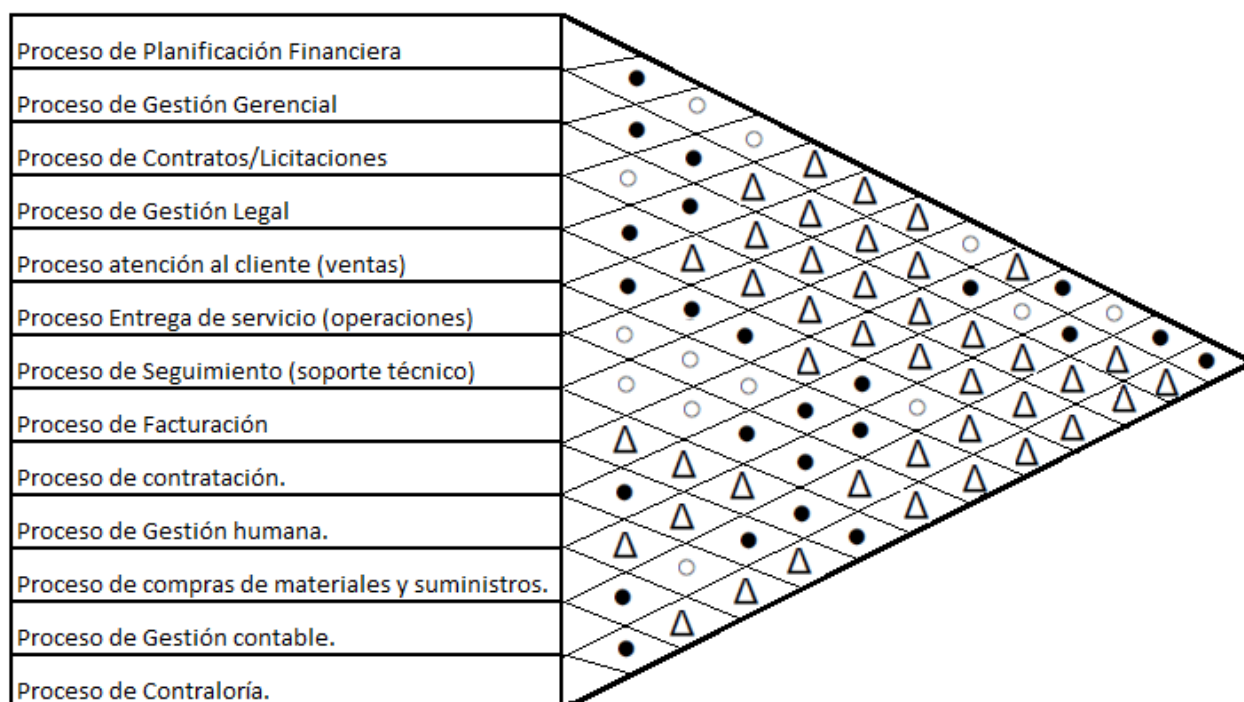 Proceso de Planificación Financiera
Proceso de Gestión Gerencial
Proceso de Contratos/Licitaciones
Proceso de Gestión Legal
Proceso atención al cliente (ventas)
Proceso Entrega de servicio (operaciones)
Proceso de Seguimiento (soporte técnico)
Proceso de Facturación
Proceso de contratación.
Proceso de Gestión humana.
Proceso de compras de materiales y suministros.
Proceso de Gestión contable.
Proceso de Contraloría.